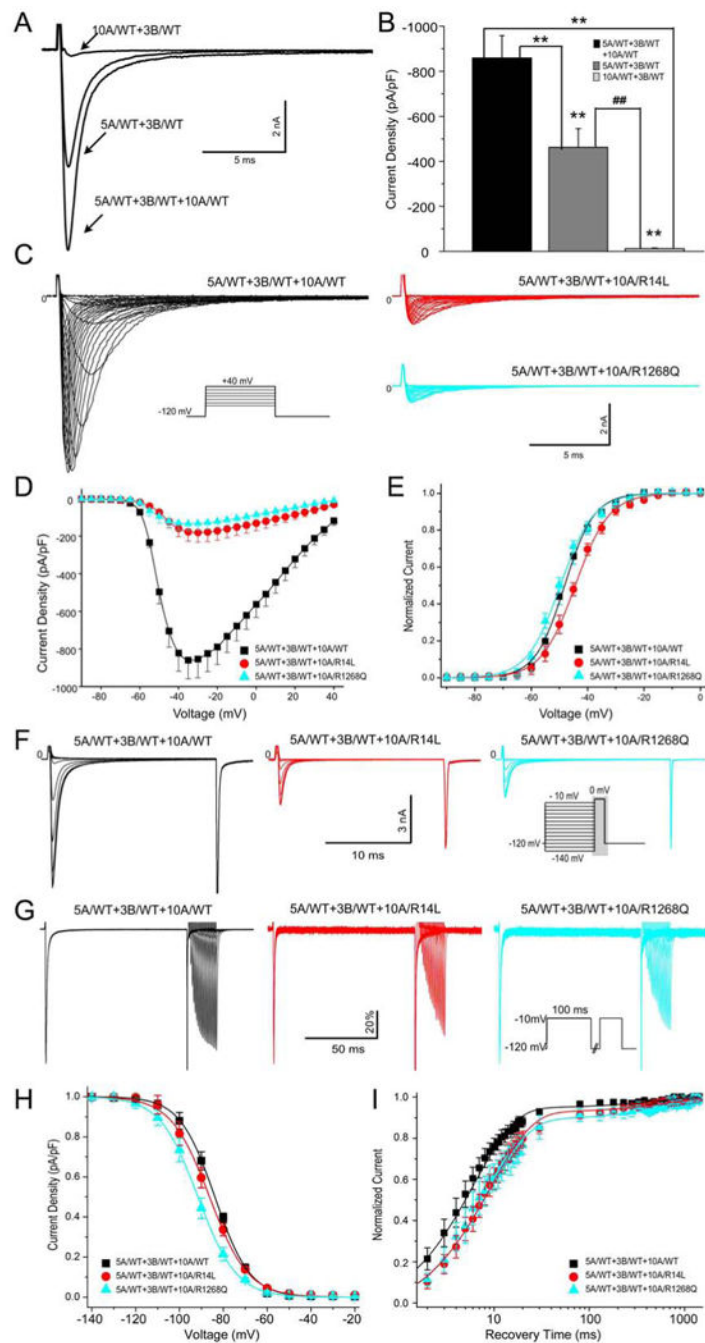 A
10A/WT+3B/WT
5A/WT+3B/WT
5A/WT+3B/WT+10A/WT
2 nA
5 ms
B
Current Density (pA/pF)
-1000
-800
-600
-400
-200
0
**
**
**
##
**
5A/WT+3B/WT
+10A/WT
5A/WT+3B/WT
10A/WT+3B/WT
C
5A/WT+3B/WT+10A/WT
0
+40 mV
-120 mV
5A/WT+3B/WT+10A/R14L
0
5A/WT+3B/WT+10A/R1268Q
0
2 nA
5 ms
D
Current Density (pA/pF)
0
-200
-400
-600
-800
-1000
5A/WT+3B/WT+10A/WT
5A/WT+3B/WT+10A/R14L
5A/WT+3B/WT+10A/R1268Q
-80 -60 -40 -20 0 20 40
Voltage (mV)
E
Normalized Current
1.0
0.8
0.6
0.4
0.2
0.0
5A/WT+3B/WT+10A/WT
5A/WT+3B/WT+10A/R14L
5A/WT+3B/WT+10A/R1268Q
-80 -60 -40 -20 0
Voltage (mV)
F
5A/WT+3B/WT+10A/WT
0
5A/WT+3B/WT+10A/R14L
0
3 nA
10 ms
5A/WT+3B/WT+10A/R1268Q
0
- 10 mV
0 mV
-120 mV
-140 mV
G
5A/WT+3B/WT+10A/WT
5A/WT+3B/WT+10A/R14L
20%
50 ms
5A/WT+3B/WT+10A/R1268Q
100 ms
-10mV
-120 mV
H
Current Density (pA/pF)
1.0
0.8
0.6
0.4
0.2
0.0
5A/WT+3B/WT+10A/WT
5A/WT+3B/WT+10A/R14L
5A/WT+3B/WT+10A/R1268Q
-140 -120 -100 -80 -60 -40 -20
Voltage (mV)
I
Normalized Current
1.0
0.8
0.6
0.4
0.2
0.0
5A/WT+3B/WT+10A/WT
5A/WT+3B/WT+10A/R14L
5A/WT+3B/WT+10A/R1268Q
10 100 1000
Recovery Time (ms)